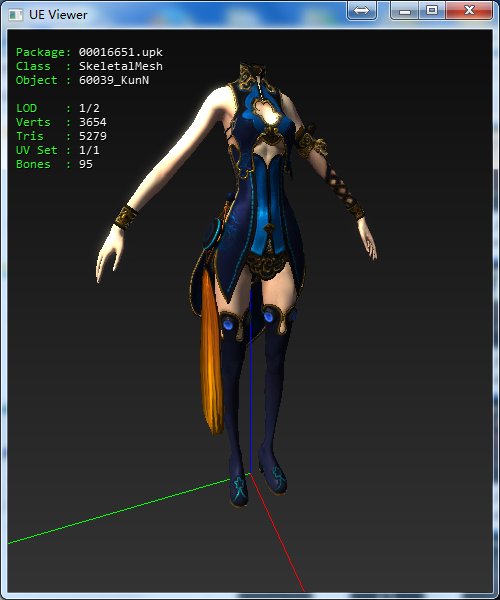 UE Viewer
Package: 00016651.upk
Class : SkeletalMesh
Object : 60039_KunN
LOD : 1/2
Verts : 3654
Tris : 5279
UV Set : 1/1
Bones : 95